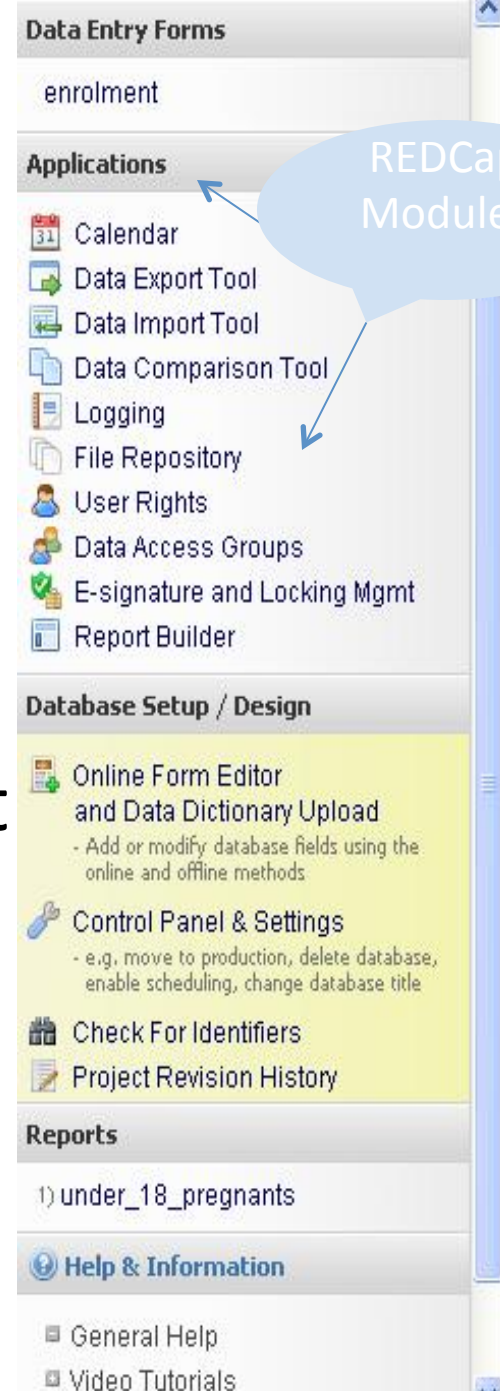 Data Entry Forms
enrolment
Applications
Calendar
Data Export Tool
Data Import Tool
Data Comparison Tool
Logging
File Repository
User Rights
Data Access Groups
E-signature and Locking Mgmt
Report Builder
Database Setup / Design
Online Form Editor
and Data Dictionary Upload
- Add or modify database fields using the
online and offline methods
Control Panel & Settings
- e.g. move to production, delete database,
enable scheduling, change database title
Check For Identifiers
Project Revision History
Reports
1) under_18_pregnants
Help & Information
General Help
Video Tutorials